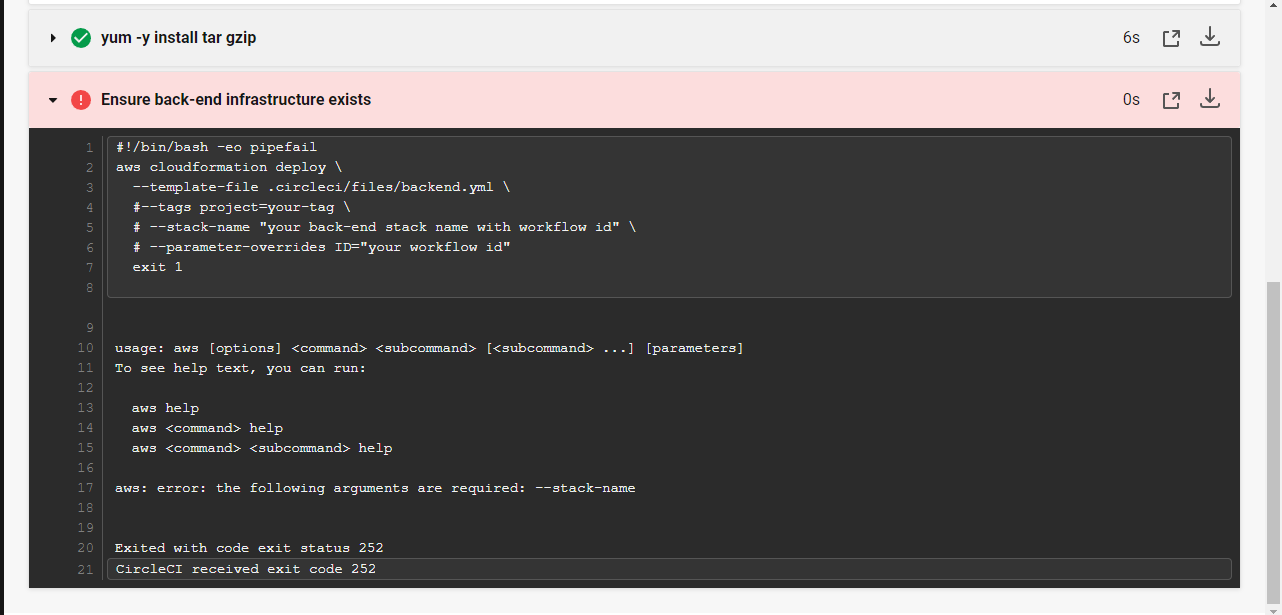 yum -y install tar gzip 6s
Ensure back-end infrastructure exists 0s
1 #!/bin/bash -eo pipefail
2 aws cloudformation deploy \
3 --template-file .circleci/files/backend.yml \
4 #--tags project=your-tag \
5 # --stack-name "your back-end stack name with workflow id" \
6 # --parameter-overrides ID="your workflow id"
7 exit 1
8
9
10 usage: aws [options] <command> <subcommand> [<subcommand> ...] [parameters]
11 To see help text, you can run:
12
13 aws help
14 aws <command> help
15 aws <command> <subcommand> help
16
17 aws: error: the following arguments are required: --stack-name
18
19
20 Exited with code exit status 252
21 CircleCI received exit code 252